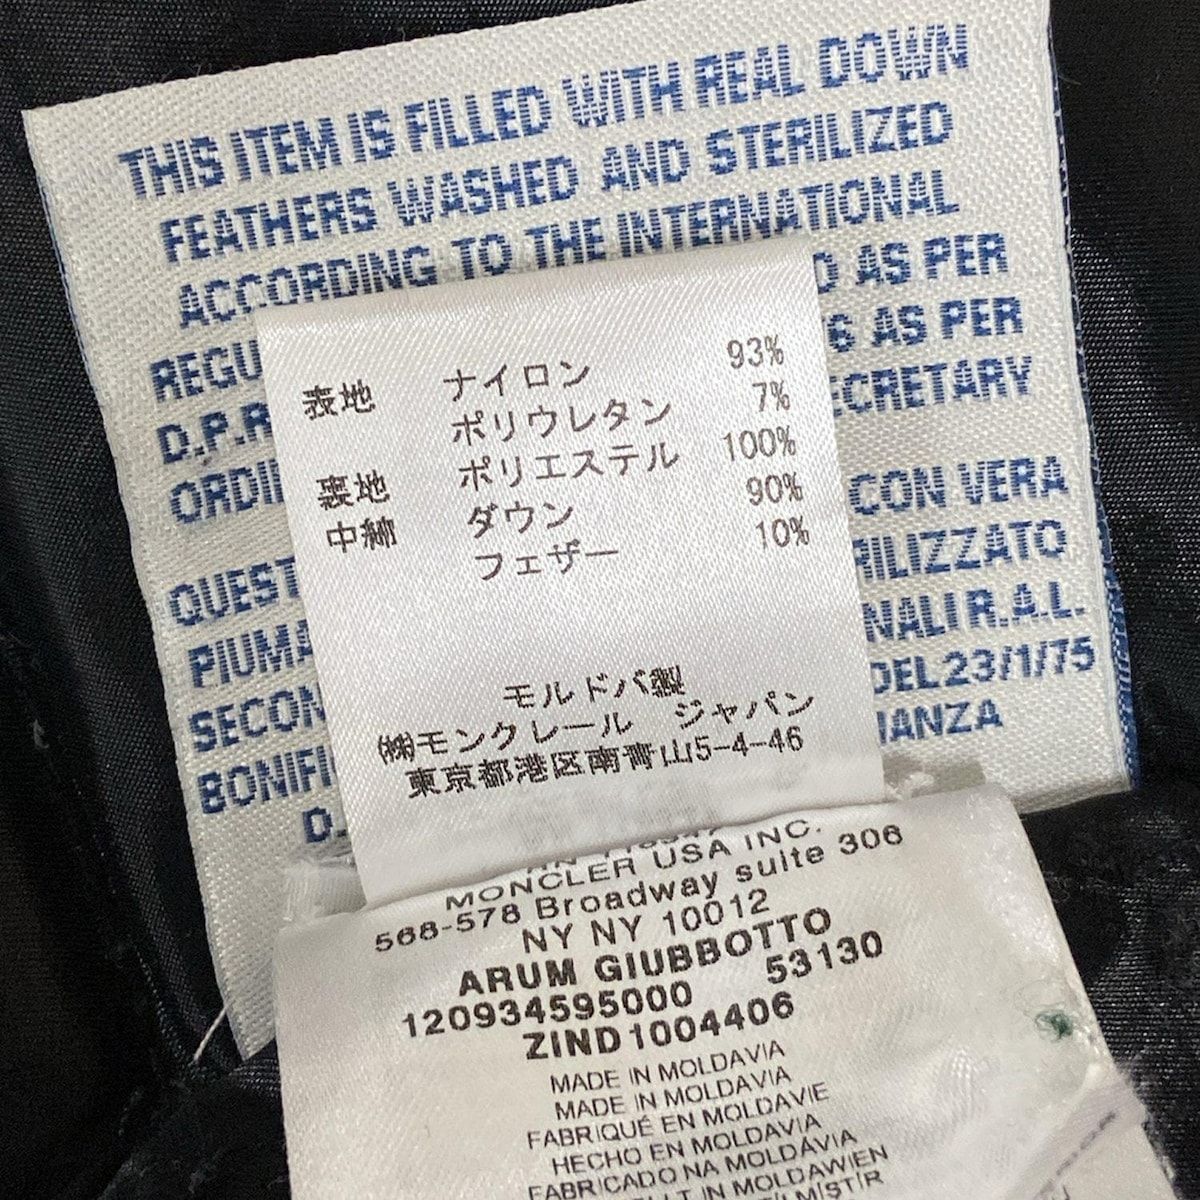 THIS ITEM IS FILLED WITH REAL DOWN
FEATHERS WASHED AND STERILIZED
ACCORDING TO THE INTERNATIONAL
REGU D AS PER
D.P.R 6 AS PER
ORDI ECRETARY
QUEST CON VERA
PIUMA RILIZZATO
SECON NALI R.A.L.
BONIFI DEL 23/1/75
D. IANZA
表地 ナイロン 93%
ポリウレタン 7%
裏地 ポリエステル 100%
中綿 ダウン 90%
フェザー 10%
モルドバ製
㈱モンクレール ジャパン
東京都港区南青山5-4-46
MONCLER USA INC.
568-578 Broadway suite 306
NY NY 10012
ARUM GIUBBOTTO
120934595000 53130
ZIND1004406
MADE IN MOLDAVIA
MADE IN MOLDAVIA
FABRIQUÉ EN MOLDAVIE
HECHO EN MOLDAVIA
FABRICADO NA MOLDÁVIA
IN MOLDAWIEN